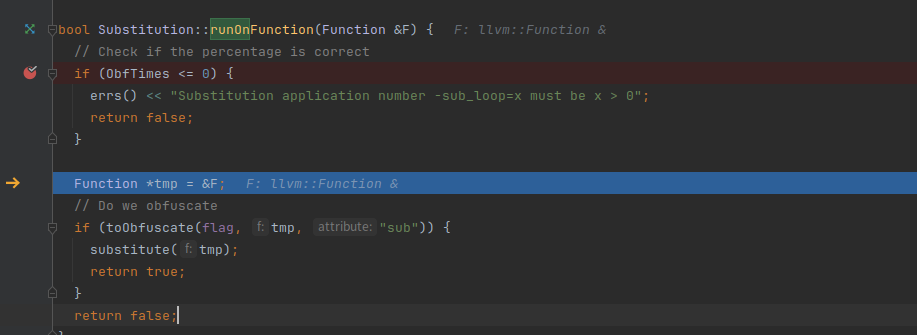 bool Substitution::runOnFunction(Function &F) {   F: llvm::Function &
// Check if the percentage is correct
if (ObfTimes <= 0) {
errs() << "Substitution application number -sub_loop=x must be x > 0";
return false;
}
Function *tmp = &F;   F: llvm::Function &
// Do we obfuscate
if (toObfuscate(flag, f: tmp, attribute: "sub")) {
substitute( f: tmp);
return true;
}
return false;
}